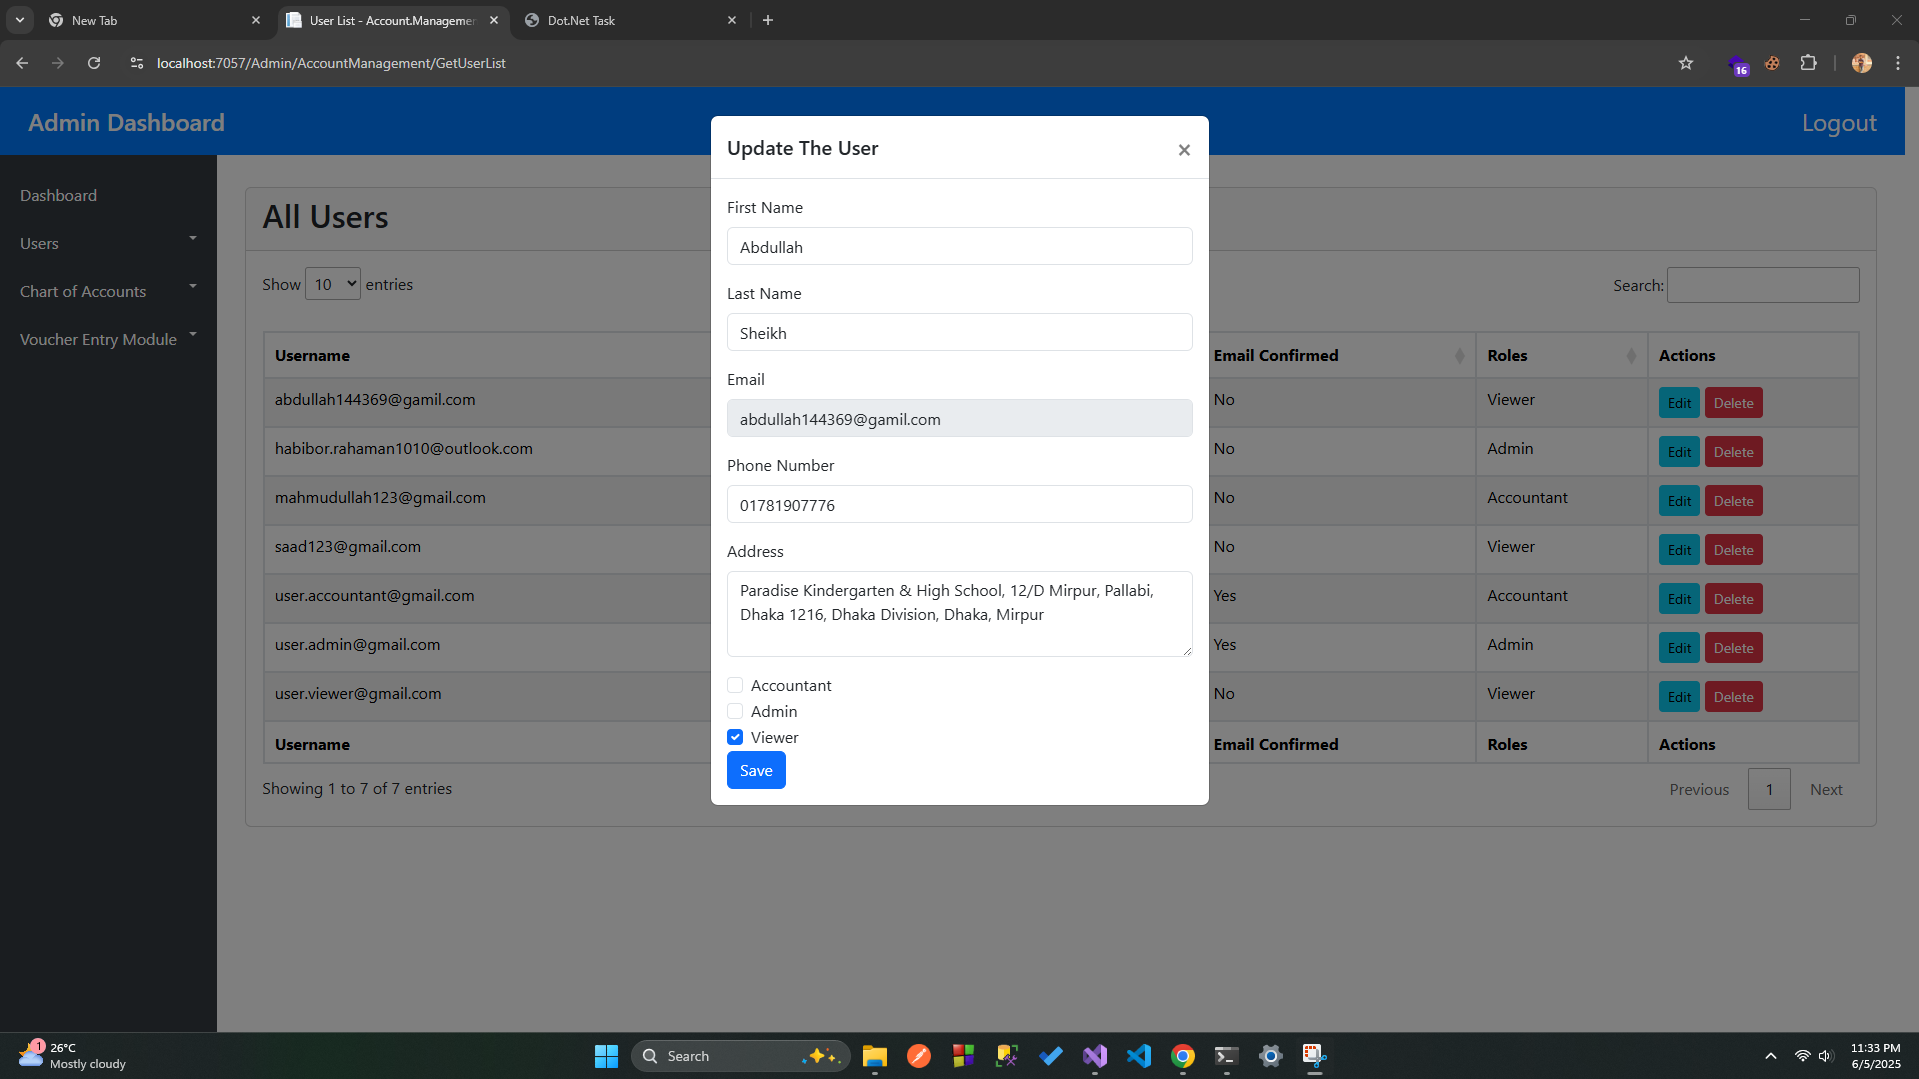 New Tab
User List - Account.Managemen
Dot.Net Task
localhost:7057/Admin/AccountManagement/GetUserList
16
Admin Dashboard
Logout
Dashboard
Users
Chart of Accounts
Voucher Entry Module
All Users
Show 10 entries
Search:
Username
Email Confirmed
Roles
Actions
abdullah144369@gamil.com
No
Viewer
Edit
Delete
habibor.rahaman1010@outlook.com
No
Admin
Edit
Delete
mahmudullah123@gmail.com
No
Accountant
Edit
Delete
saad123@gmail.com
No
Viewer
Edit
Delete
user.accountant@gmail.com
Yes
Accountant
Edit
Delete
user.admin@gmail.com
Yes
Admin
Edit
Delete
user.viewer@gmail.com
No
Viewer
Edit
Delete
Username
Email Confirmed
Roles
Actions
Showing 1 to 7 of 7 entries
Previous
1
Next
Update The User
×
First Name
Abdullah
Last Name
Sheikh
Email
abdullah144369@gamil.com
Phone Number
01781907776
Address
Paradise Kindergarten & High School, 12/D Mirpur, Pallabi,
Dhaka 1216, Dhaka Division, Dhaka, Mirpur
Accountant
Admin
Viewer
Save
1
26°C
Mostly cloudy
Search
11:33 PM
6/5/2025